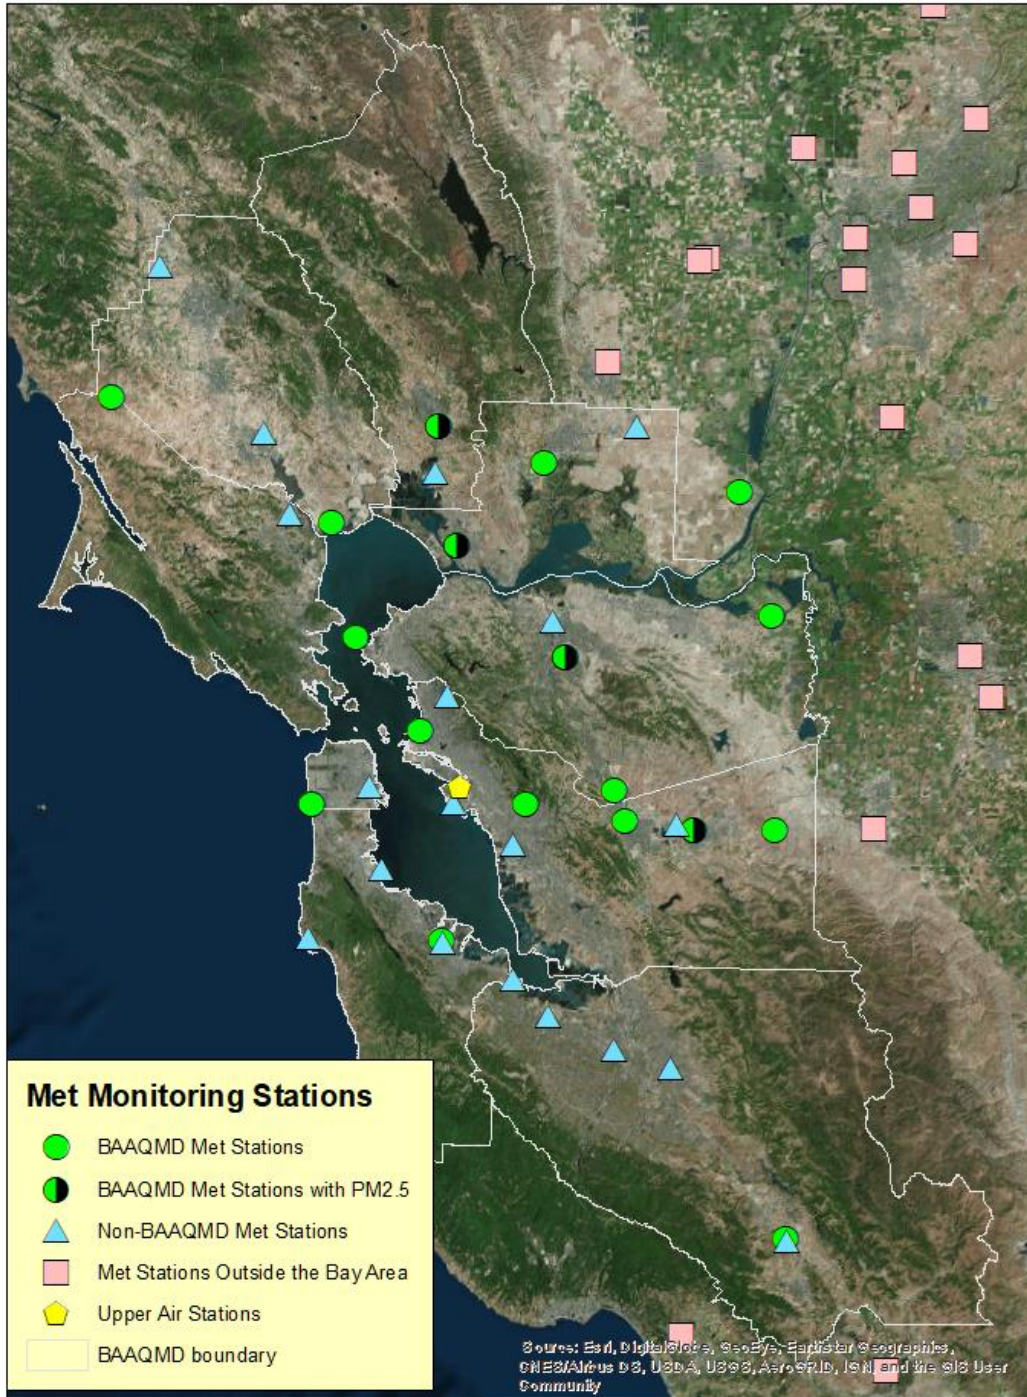 Met Monitoring Stations
BAAQMD Met Stations
BAAQMD Met Stations with PM2.5
Non-BAAQMD Met Stations
Met Stations Outside the Bay Area
Upper Air Stations
BAAQMD boundary
Source: Esri, DigitalGlobe, GeoEye, Earthstar Geographics,
CNES/Airbus DS, USDA, USGS, AeroGRID, IGN, and the GIS User
Community